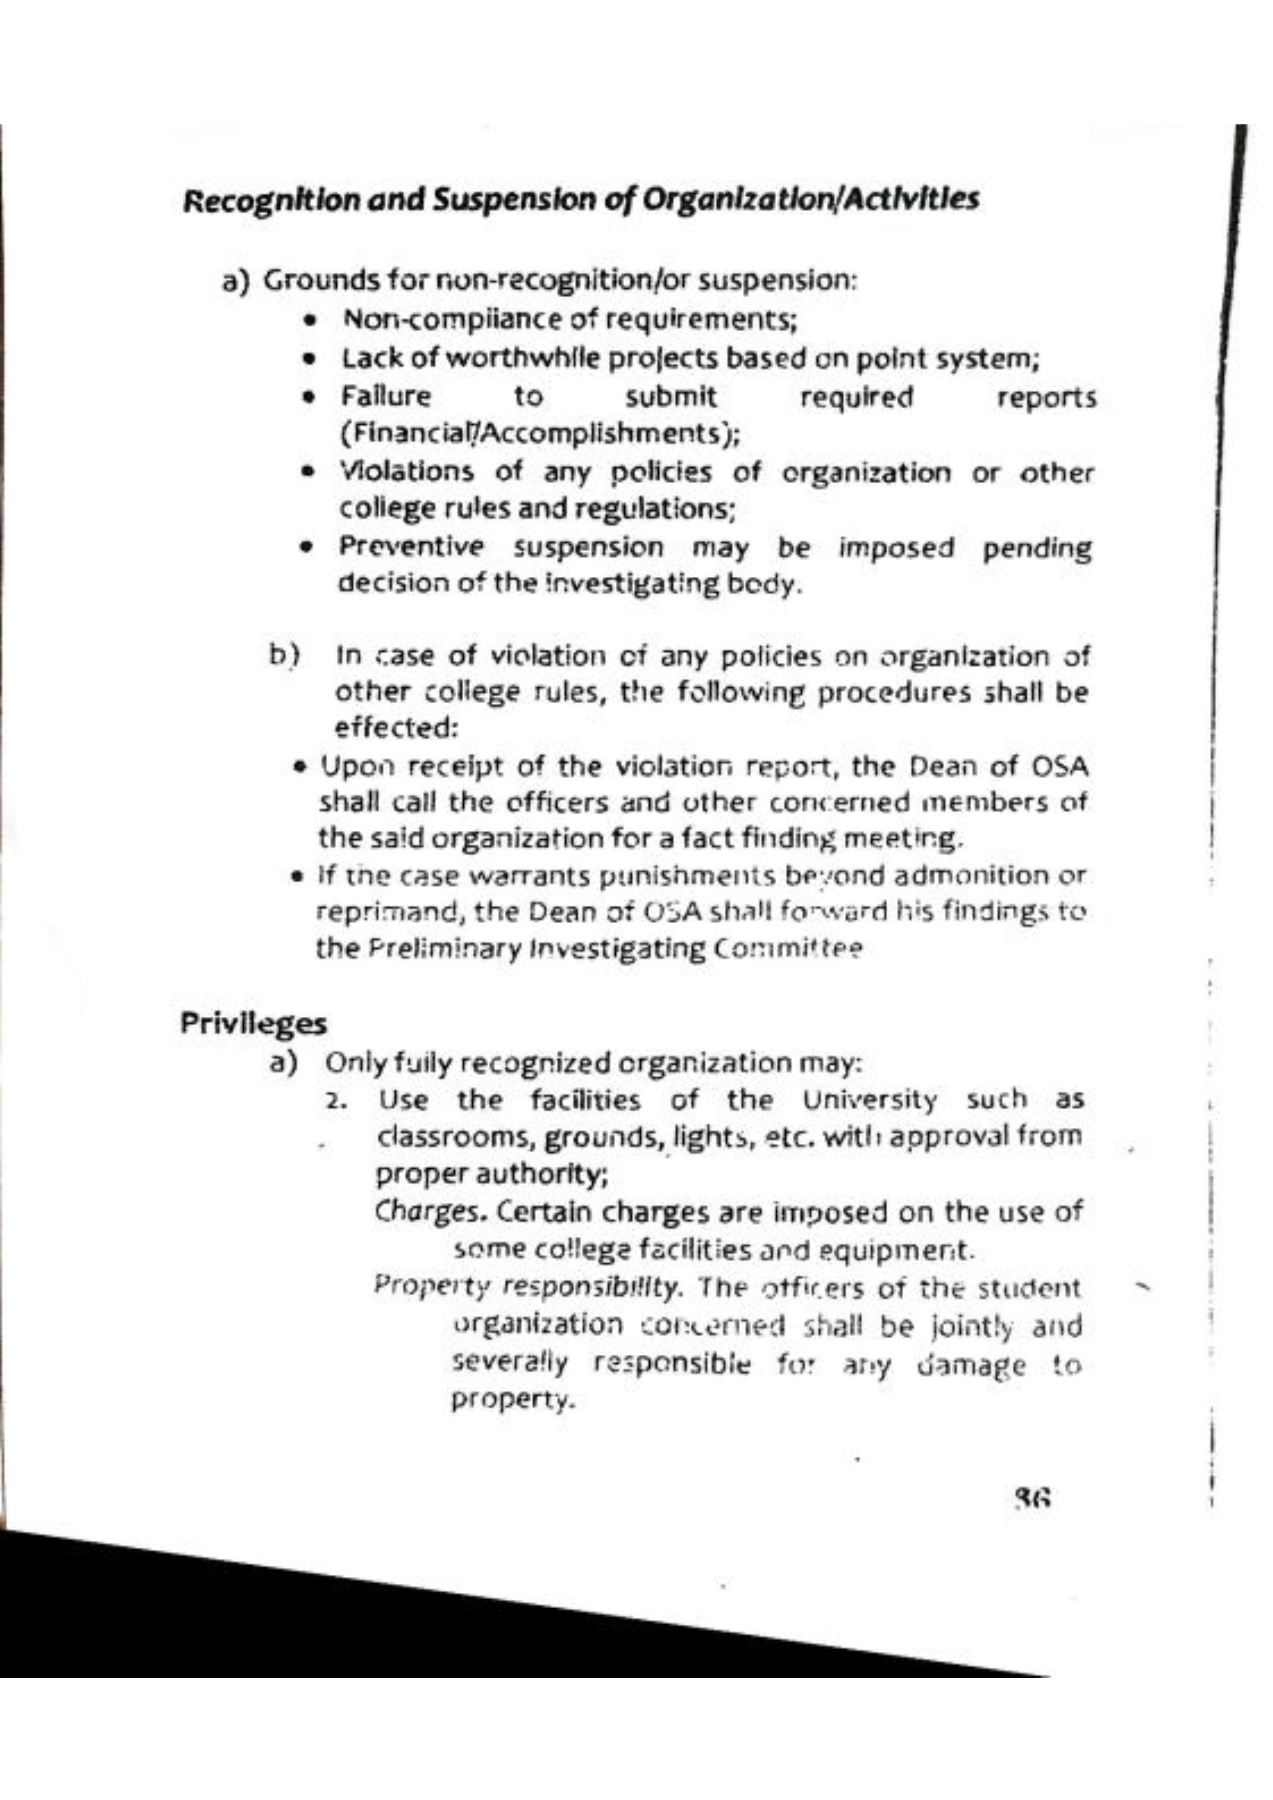 Recognition and Suspension of Organization/Activities
a) Grounds for non-recognition/or suspension:
• Non-compliance of requirements;
• Lack of worthwhile projects based on point system;
• Failure to submit required reports
(Financial/Accomplishments);
• Violations of any policies of organization or other
college rules and regulations;
• Preventive suspension may be imposed pending
decision of the investigating body.
b) In case of violation of any policies on organization of
other college rules, the following procedures shall be
effected:
• Upon receipt of the violation report, the Dean of OSA
shall call the officers and other concerned members of
the said organization for a fact finding meeting.
• If the case warrants punishments beyond admonition or
reprimand, the Dean of OSA shall forward his findings to
the Preliminary Investigating Committee
Privileges
a) Only fully recognized organization may:
2. Use the facilities of the University such as
classrooms, grounds, lights, etc. with approval from
proper authority;
Charges. Certain charges are imposed on the use of
some college facilities and equipment.
Property responsibility. The officers of the student
organization concerned shall be jointly and
severally responsible for any damage to
property.
36